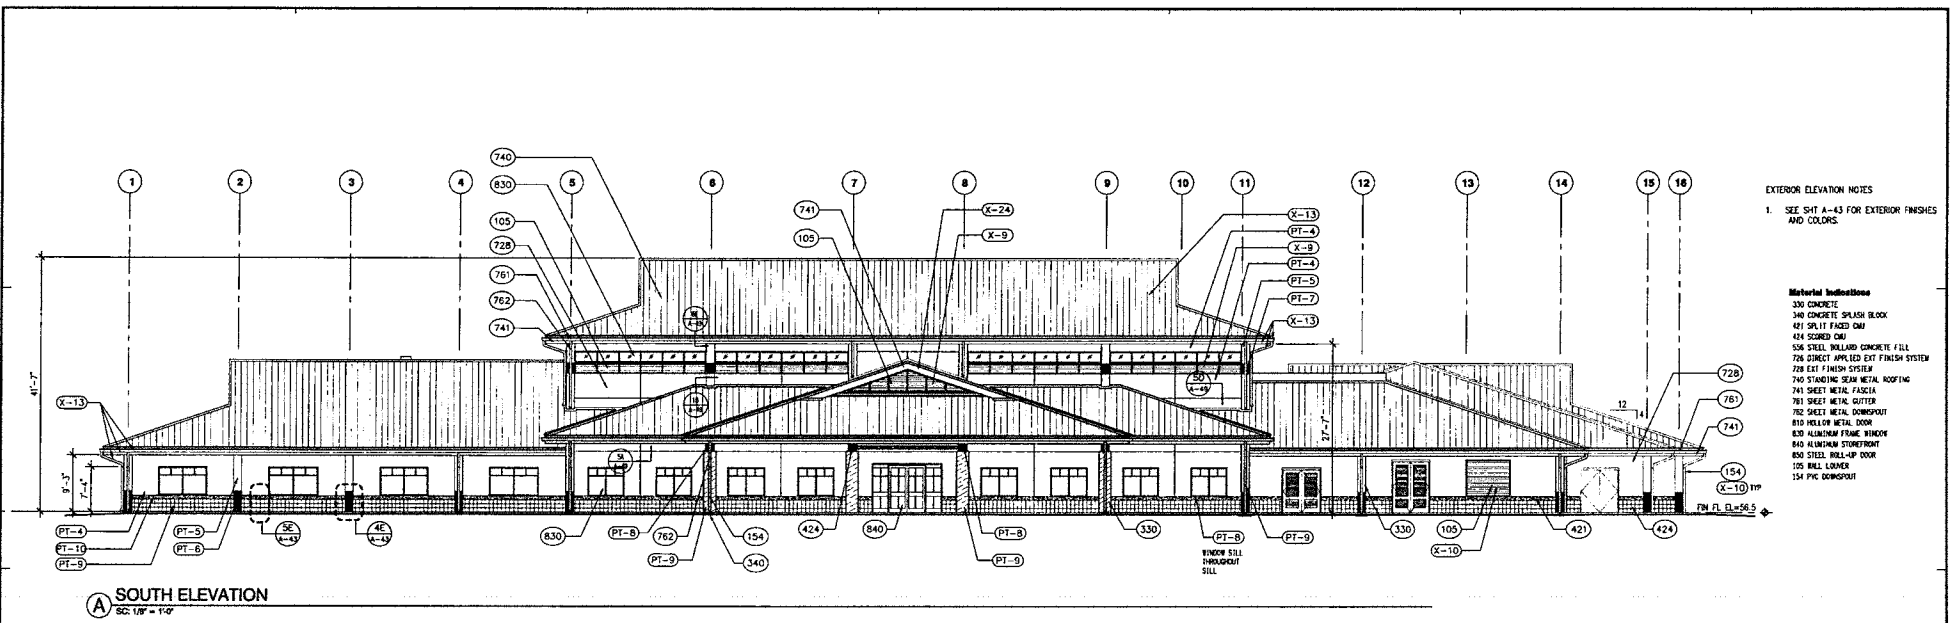 1 2 3 4 5 6 7 8 9 10 11 12 13 14 15 16
740
830
105
728
761
762
741
741
105
X-24
X-9
X-13
PT-4
X-9
PT-4
PT-5
PT-7
X-13
EXTERIOR ELEVATION NOTES
1. SEE SHT A-43 FOR EXTERIOR FINISHES
AND COLORS.
Material Indications
330 CONCRETE
340 CONCRETE SPLASH BLOCK
421 SPLIT FACED CMU
424 SCORED CMU
556 STEEL BOLLARD CONCRETE FILL
726 DIRECT APPLIED EXT FINISH SYSTEM
728 EXT FINISH SYSTEM
740 STANDING SEAM METAL ROOFING
741 SHEET METAL FASCIA
761 SHEET METAL GUTTER
762 SHEET METAL DOWNSPOUT
810 HOLLOW METAL DOOR
830 ALUMINUM FRAME WINDOW
840 ALUMINUM STOREFRONT
850 STEEL ROLL-UP DOOR
105 WALL LOUVER
154 PVC DOWNSPOUT
41'-7"
27'-7"
9'-3"
7'-4"
X-13
12
4
728
761
741
154
X-10 TYP
FIN FL EL=56.5
5D
5A
PT-4
PT-10
PT-9
PT-5
PT-6
5E
A-43
4E
A-43
830
PT-8
762
154
PT-9
340
424
840
PT-8
PT-9
330
PT-8
WINDOW SILL
THROUGHOUT
SILL
PT-9
330
105
X-10
421
424
A SOUTH ELEVATION
SC: 1/8" = 1'-0"